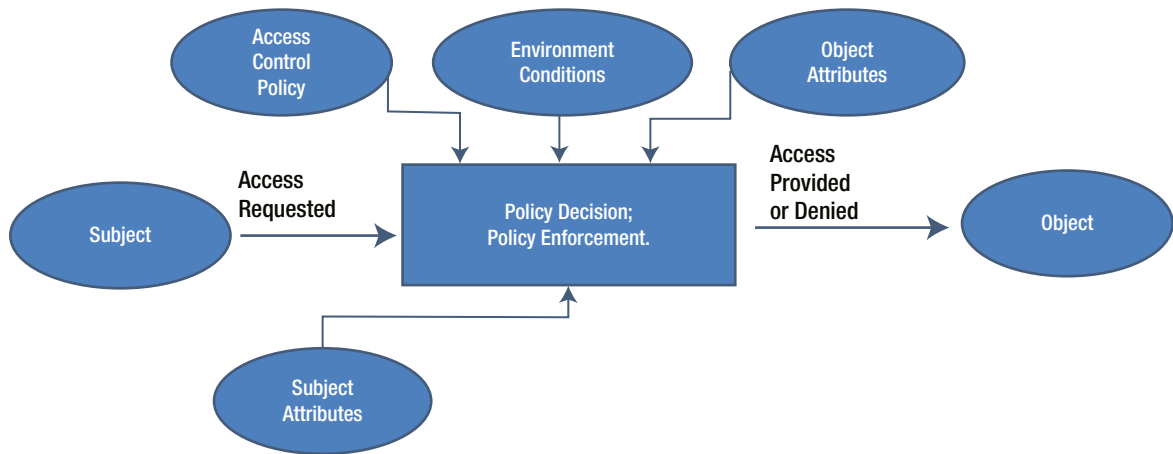 Access
Control
Policy
Environment
Conditions
Object
Attributes
Access
Requested
Access
Provided
or Denied
Subject
Policy Decision;
Policy Enforcement.
Object
Subject
Attributes